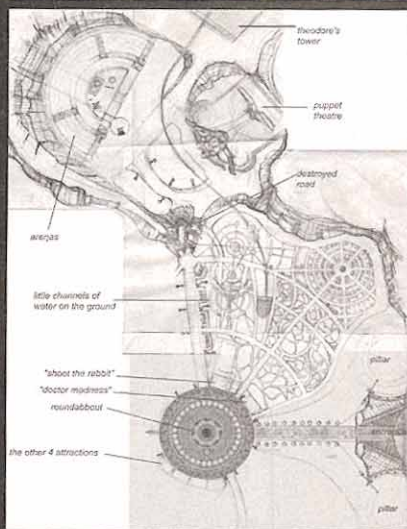 theodore's
tower
puppet
theatre
destroyed
road
arenas
little channels of
water on the ground
"shoot the rabbit"
"doctor madness"
roundabout
the other 4 attractions
pillar
entrance
pillar